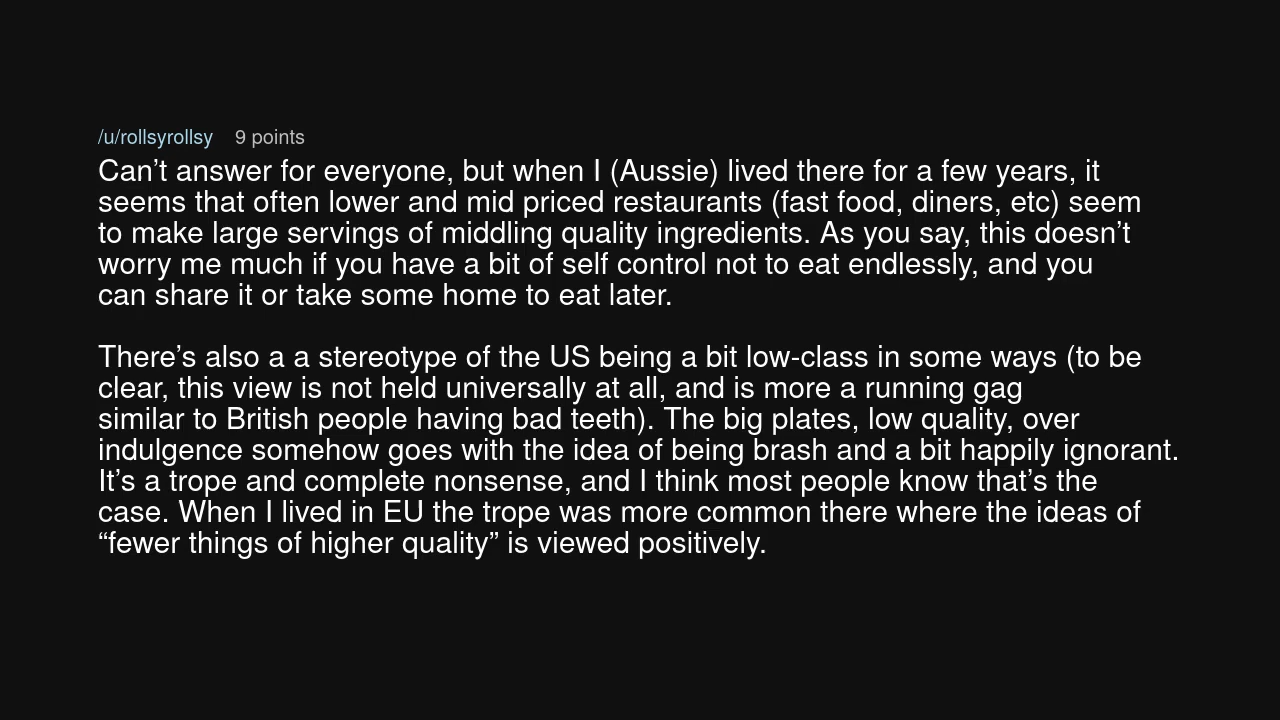 /u/rollsyrollsy 9 points
Can’t answer for everyone, but when I (Aussie) lived there for a few years, it
seems that often lower and mid priced restaurants (fast food, diners, etc) seem
to make large servings of middling quality ingredients. As you say, this doesn’t
worry me much if you have a bit of self control not to eat endlessly, and you
can share it or take some home to eat later.
There’s also a a stereotype of the US being a bit low-class in some ways (to be
clear, this view is not held universally at all, and is more a running gag
similar to British people having bad teeth). The big plates, low quality, over
indulgence somehow goes with the idea of being brash and a bit happily ignorant.
It’s a trope and complete nonsense, and I think most people know that’s the
case. When I lived in EU the trope was more common there where the ideas of
“fewer things of higher quality” is viewed positively.